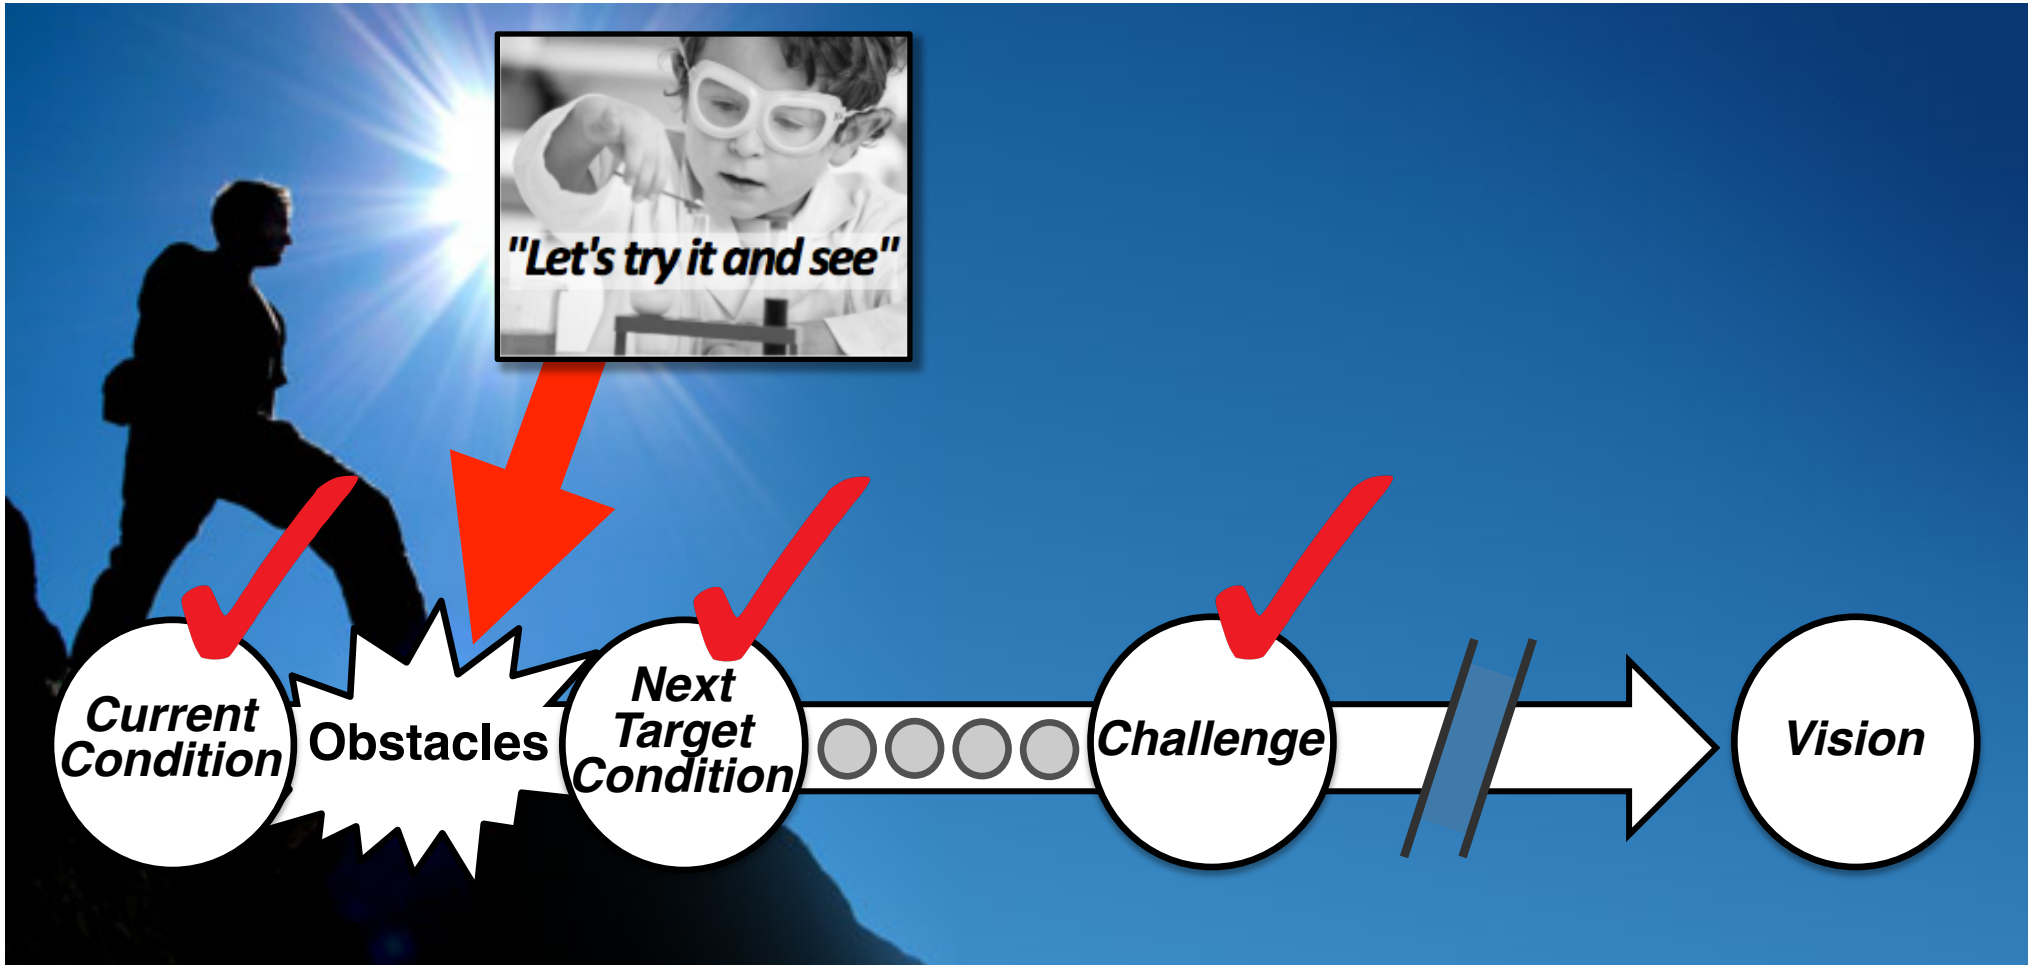 "Let's try it and see"
Current
Condition
Obstacles
Next
Target
Condition
Challenge
Vision